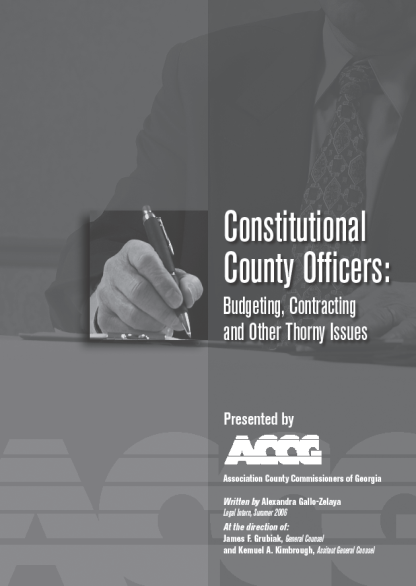 Constitutional
County Officers:
Budgeting, Contracting
and Other Thorny Issues
Presented by
ACCG
Association County Commissioners of Georgia
Written by Alexandra Gallo-Zelaya
Legal Intern, Summer 2006
At the direction of:
James F. Grubiak, General Counsel
and Kemuel A. Kimbrough, Assistant General Counsel
ACCG